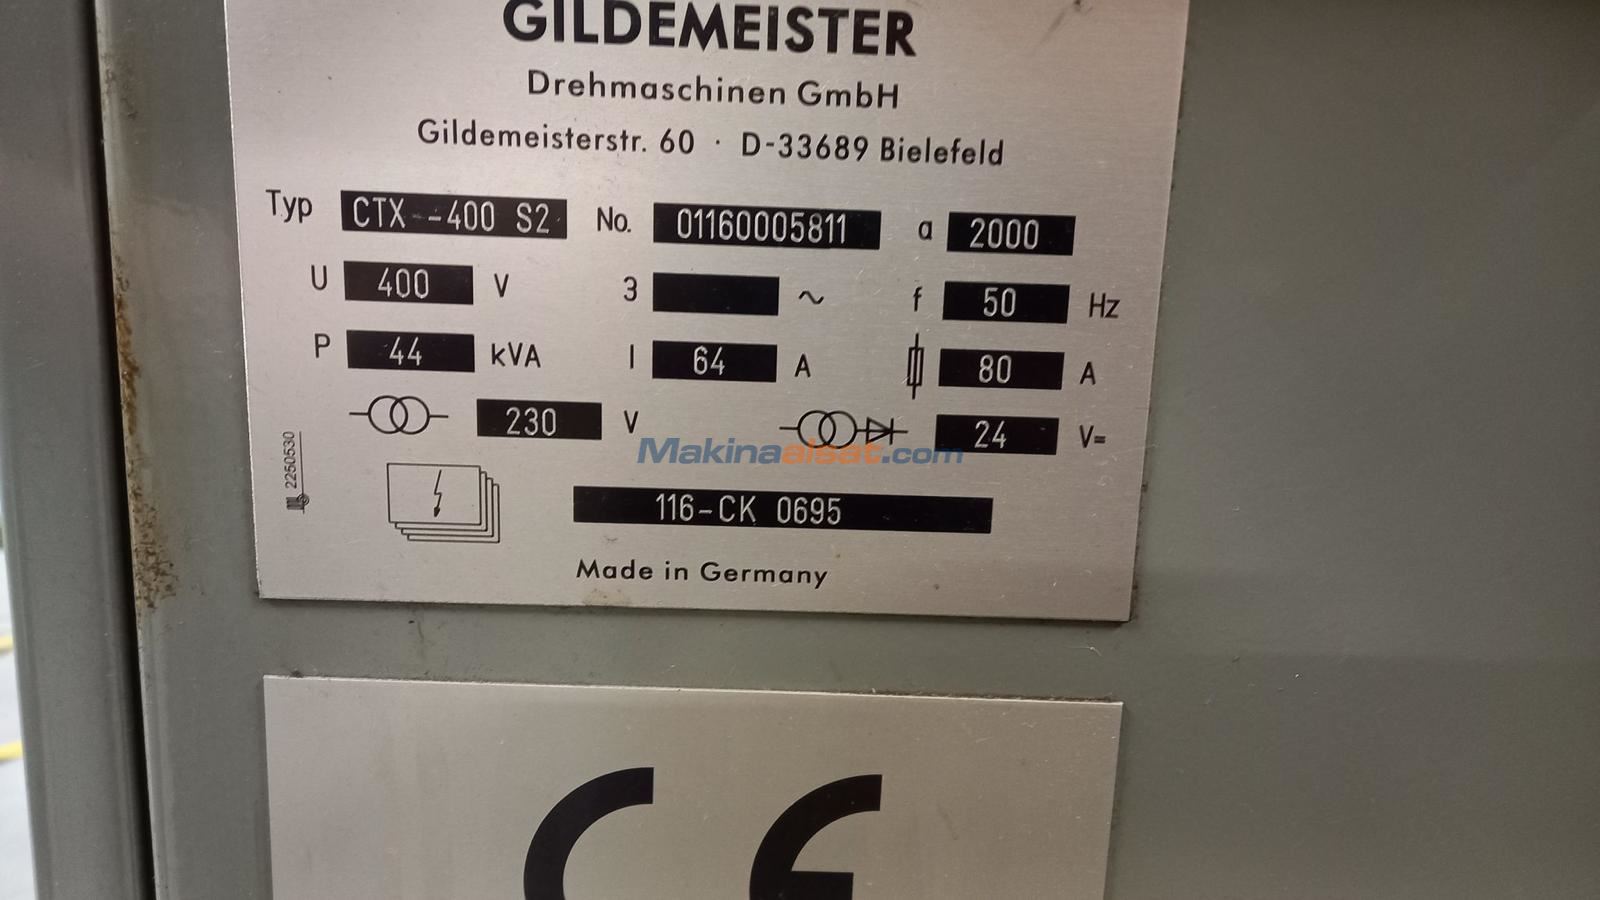 GILDEMEISTER
Drehmaschinen GmbH
Gildemeisterstr. 60 · D-33689 Bielefeld
Typ CTX --400 S2 No. 01160005811 a 2000
U 400 V 3 ~ f 50 Hz
P 44 kVA I 64 A 80 A
230 V 24 V=
Makinaalsat.com
2250530
116-CK 0695
Made in Germany
CE